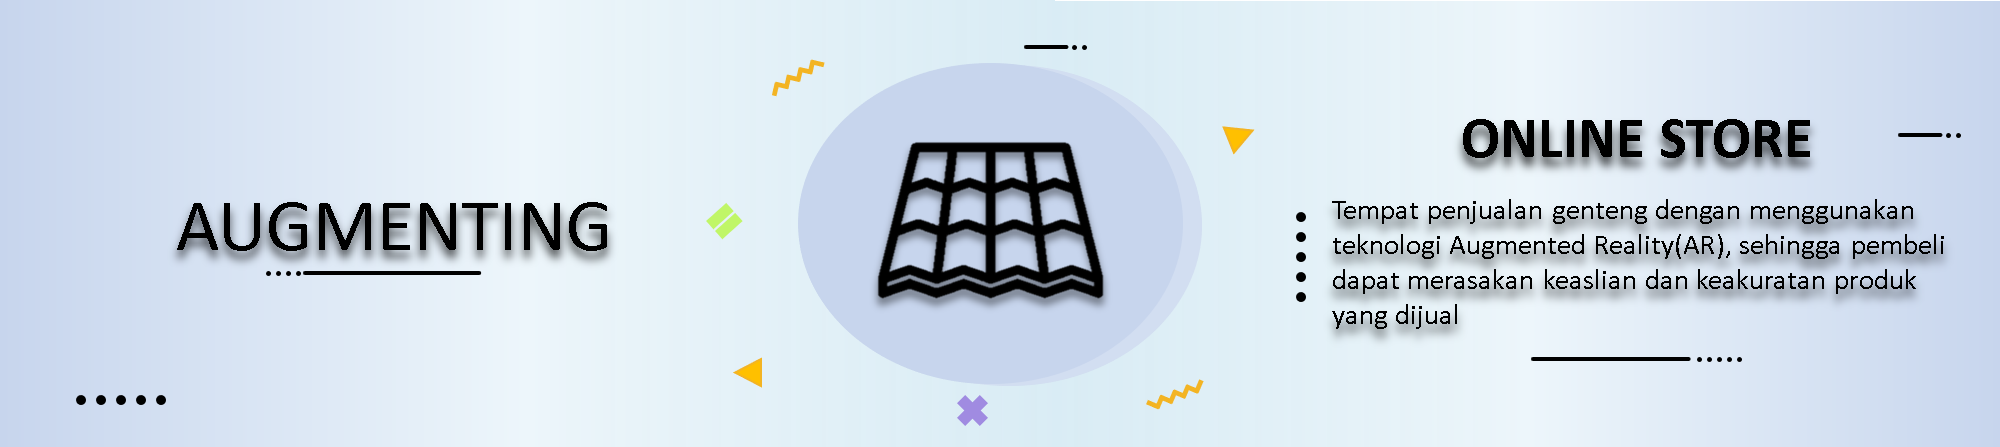 AUGMENTING
ONLINE STORE
Tempat penjualan genteng dengan menggunakan
teknologi Augmented Reality(AR), sehingga pembeli
dapat merasakan keaslian dan keakuratan produk
yang dijual